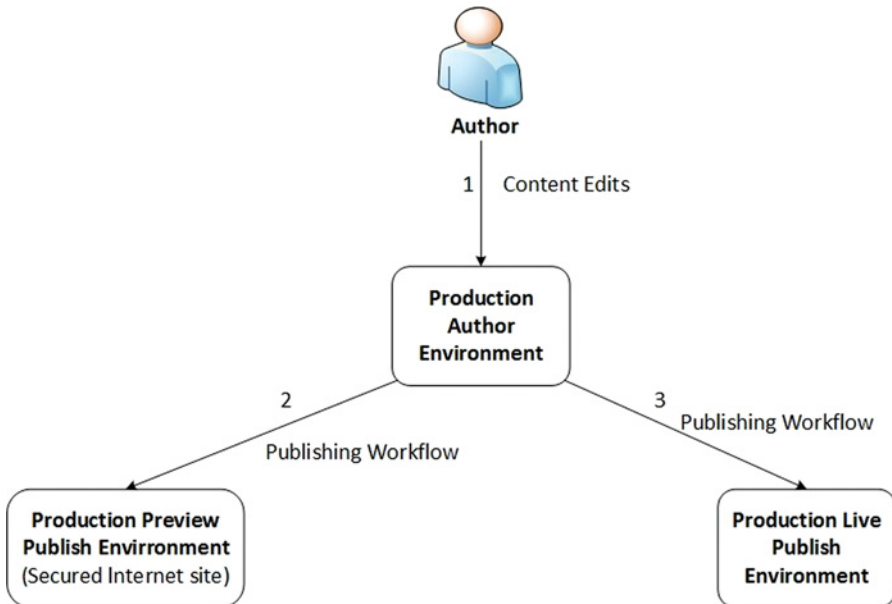 Author
1 Content Edits
Production
Author
Environment
2
Publishing Workflow
3
Publishing Workflow
Production Preview
Publish Envirronment
(Secured Internet site)
Production Live
Publish
Environment